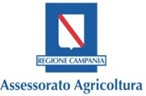 REGIONE CAMPANIA
Assessorato Agricoltura